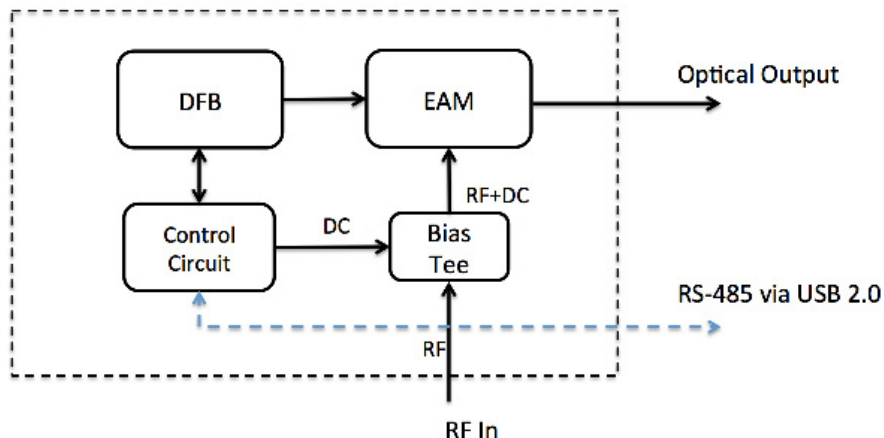 DFB
EAM
Optical Output
RF+DC
Control
Circuit
DC
Bias
Tee
RS-485 via USB 2.0
RF
RF In